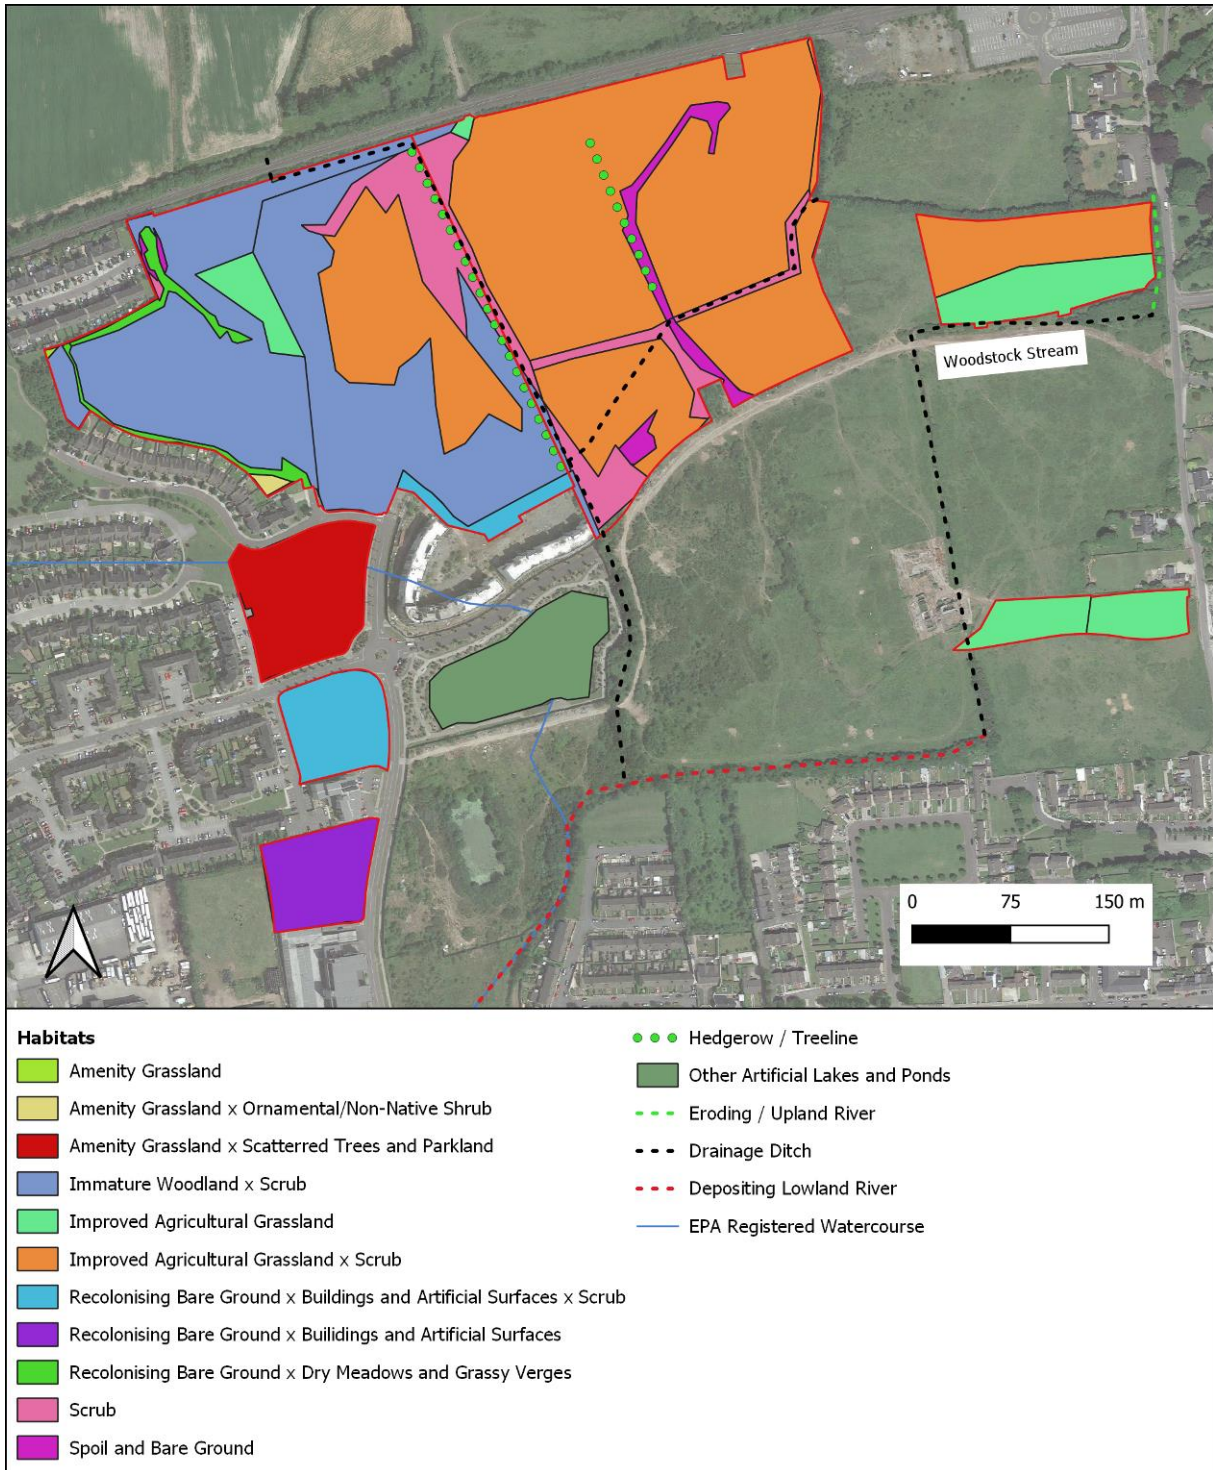 Woodstock Stream
0 75 150 m
Habitats
Amenity Grassland
Amenity Grassland x Ornamental/Non-Native Shrub
Amenity Grassland x Scatterred Trees and Parkland
Immature Woodland x Scrub
Improved Agricultural Grassland
Improved Agricultural Grassland x Scrub
Recolonising Bare Ground x Buildings and Artificial Surfaces x Scrub
Recolonising Bare Ground x Builidings and Artificial Surfaces
Recolonising Bare Ground x Dry Meadows and Grassy Verges
Scrub
Spoil and Bare Ground
Hedgerow / Treeline
Other Artificial Lakes and Ponds
Eroding / Upland River
Drainage Ditch
Depositing Lowland River
EPA Registered Watercourse